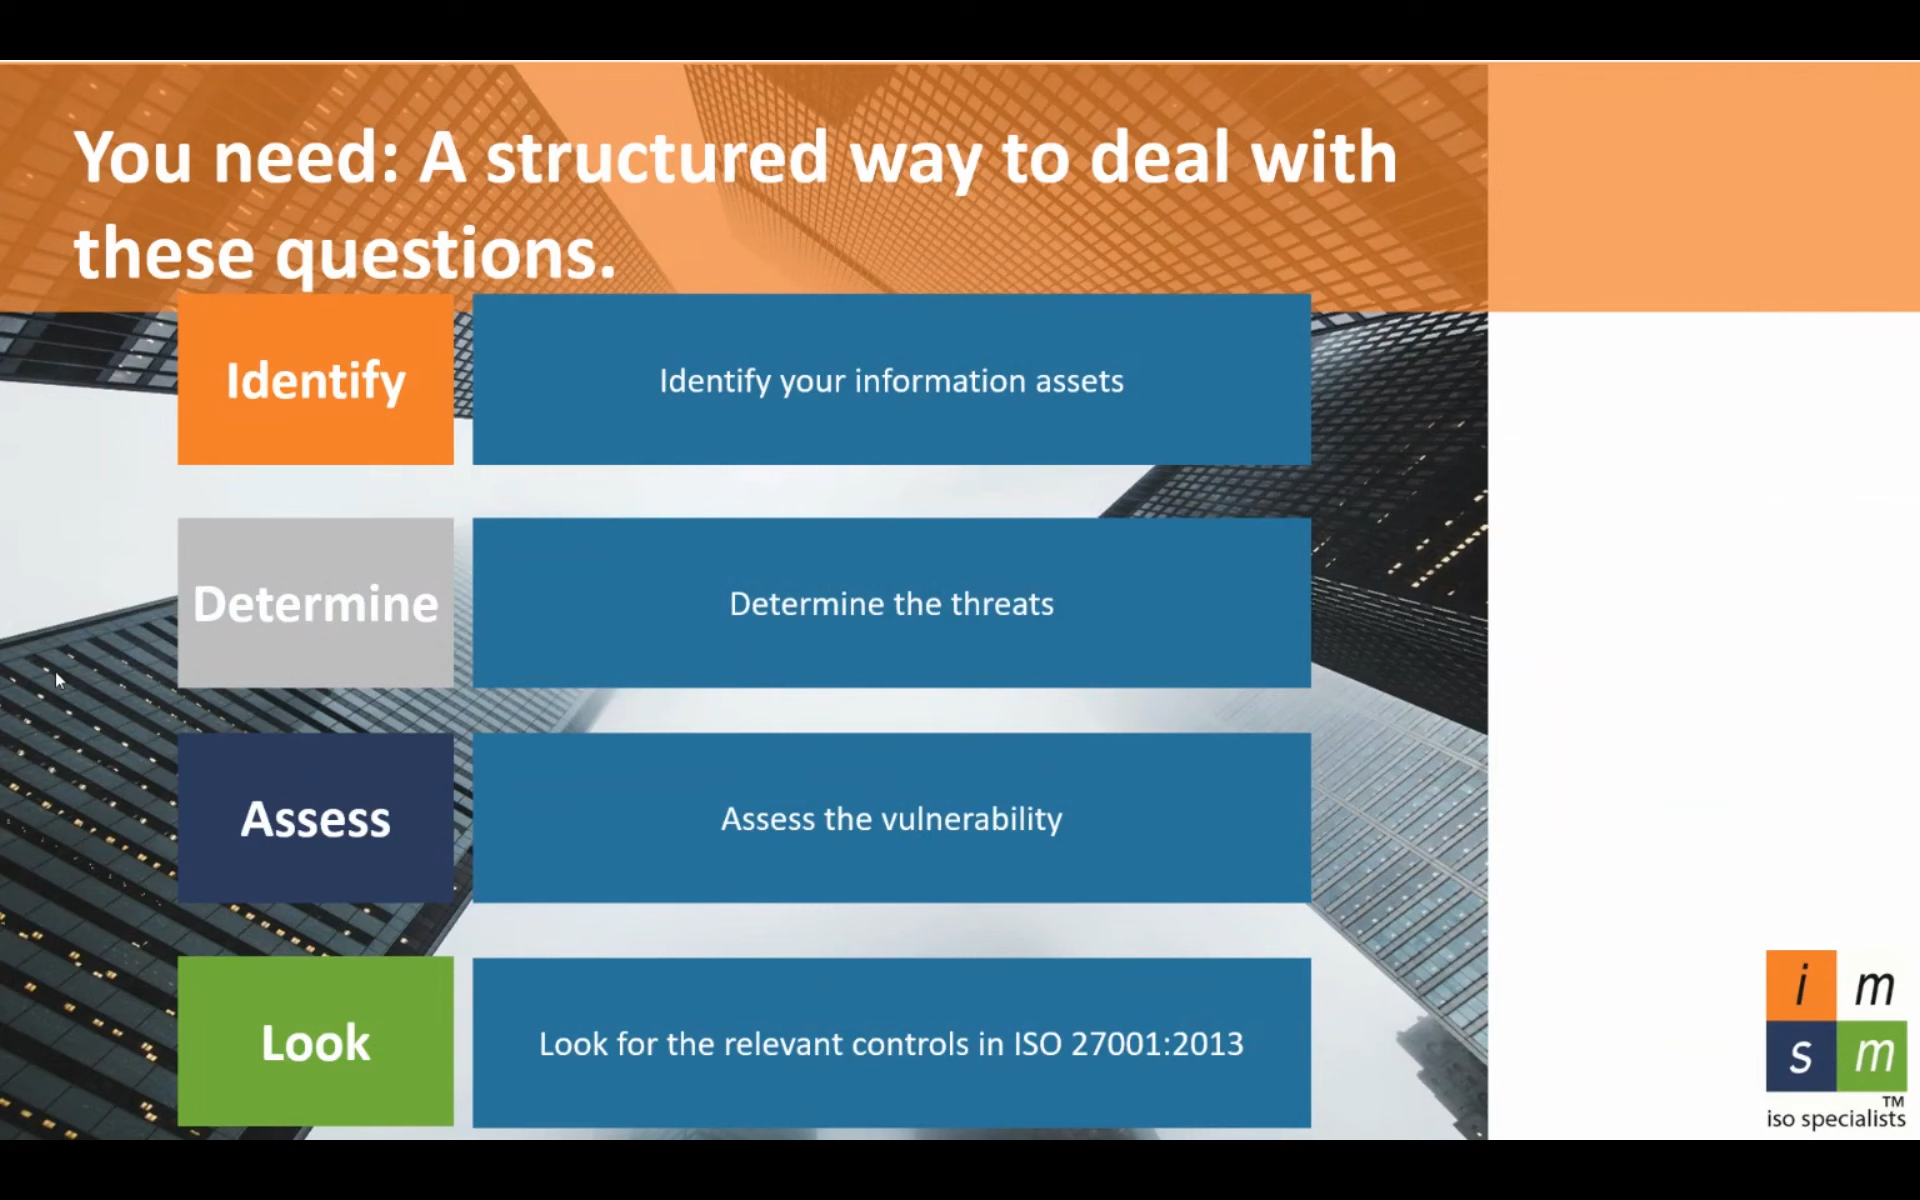 You need: A structured way to deal with
these questions.
Identify
Identify your information assets
Determine
Determine the threats
Assess
Assess the vulnerability
Look
Look for the relevant controls in ISO 27001:2013
i m
s m
TM
iso specialists